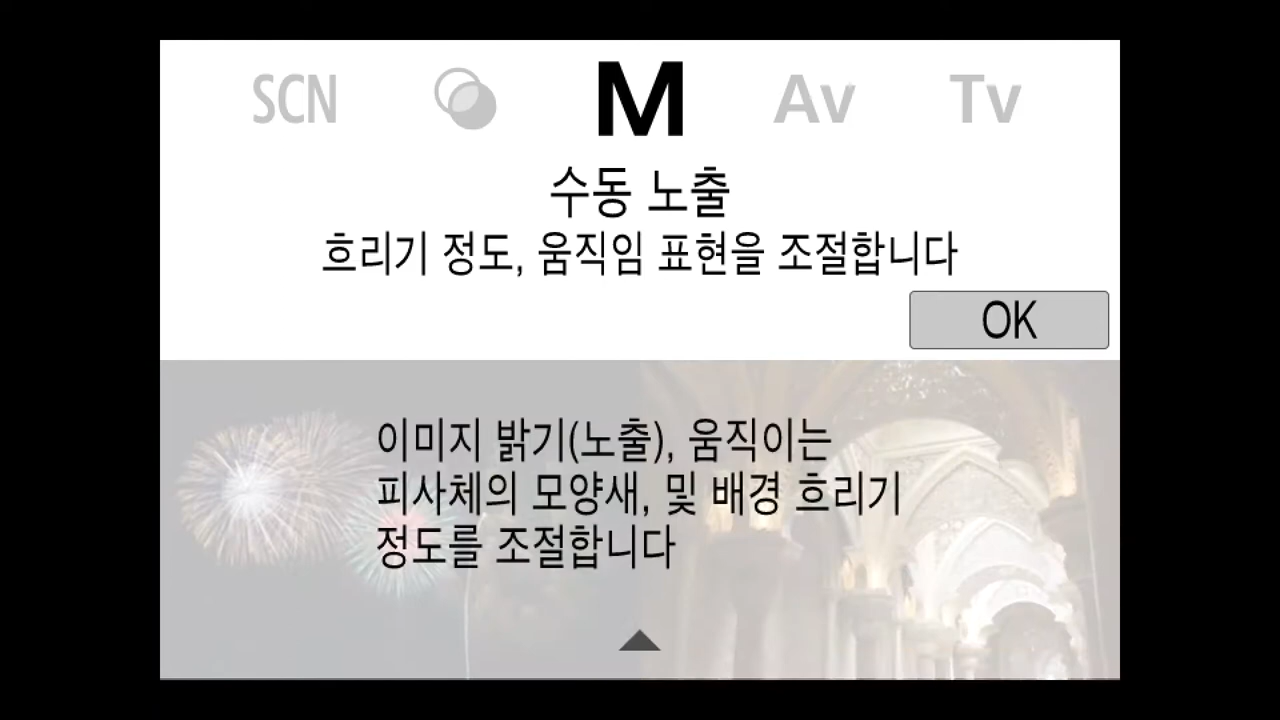 SCN M Av Tv
수동 노출
흐리기 정도, 움직임 표현을 조절합니다
OK
이미지 밝기(노출), 움직이는
피사체의 모양새, 및 배경 흐리기
정도를 조절합니다